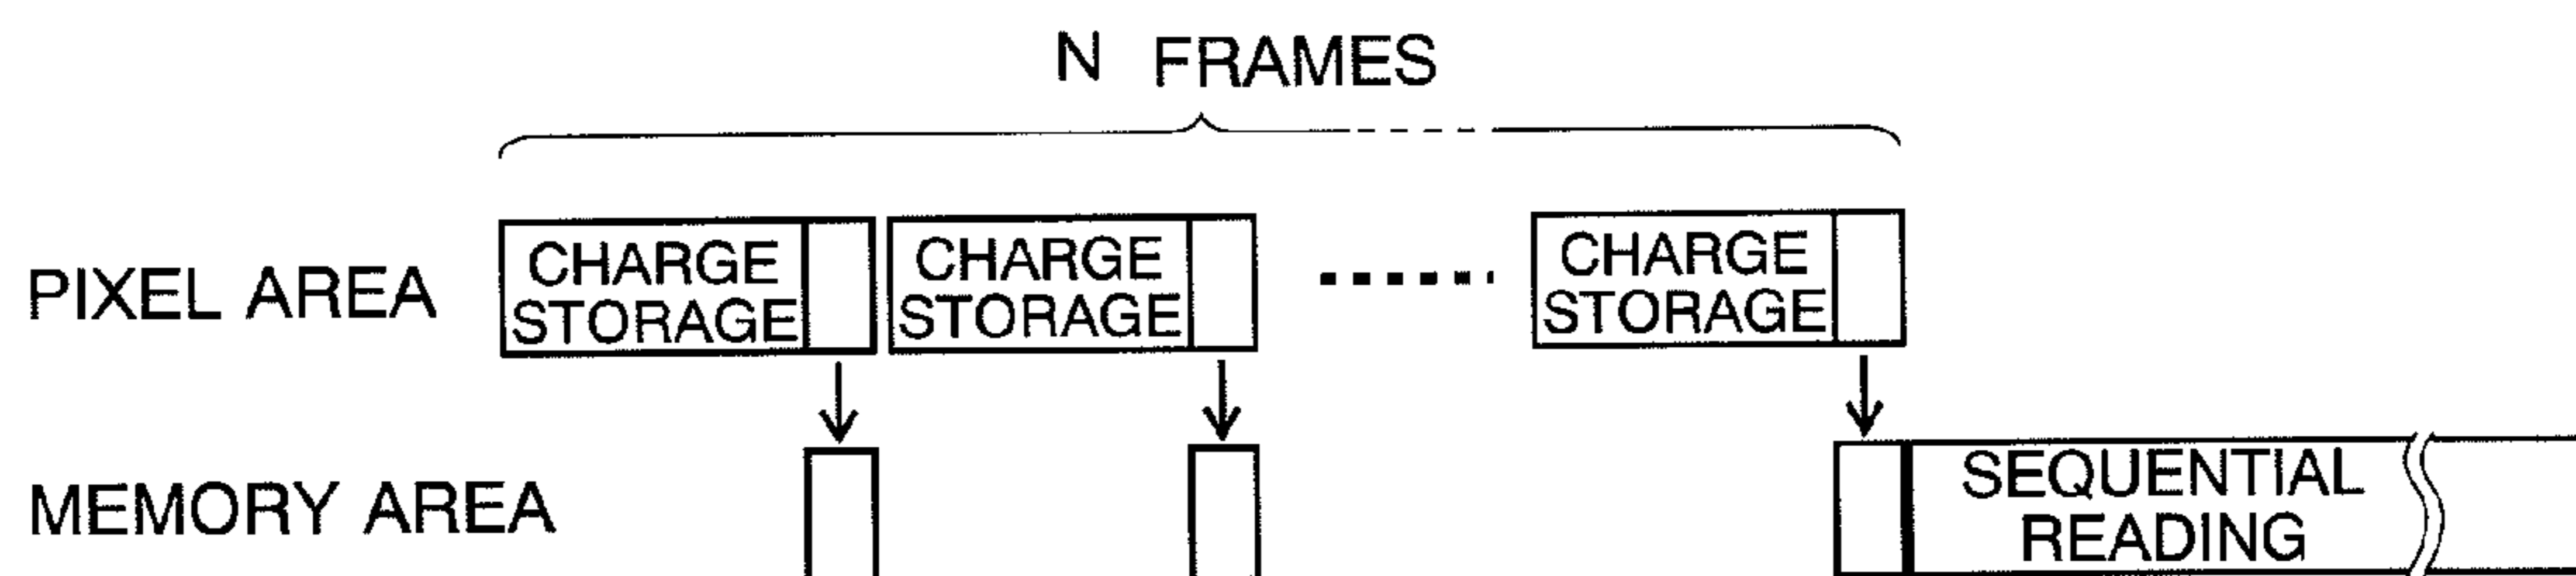 N FRAMES
PIXEL AREA
CHARGE
STORAGE
CHARGE
STORAGE
CHARGE
STORAGE
MEMORY AREA
SEQUENTIAL
READING